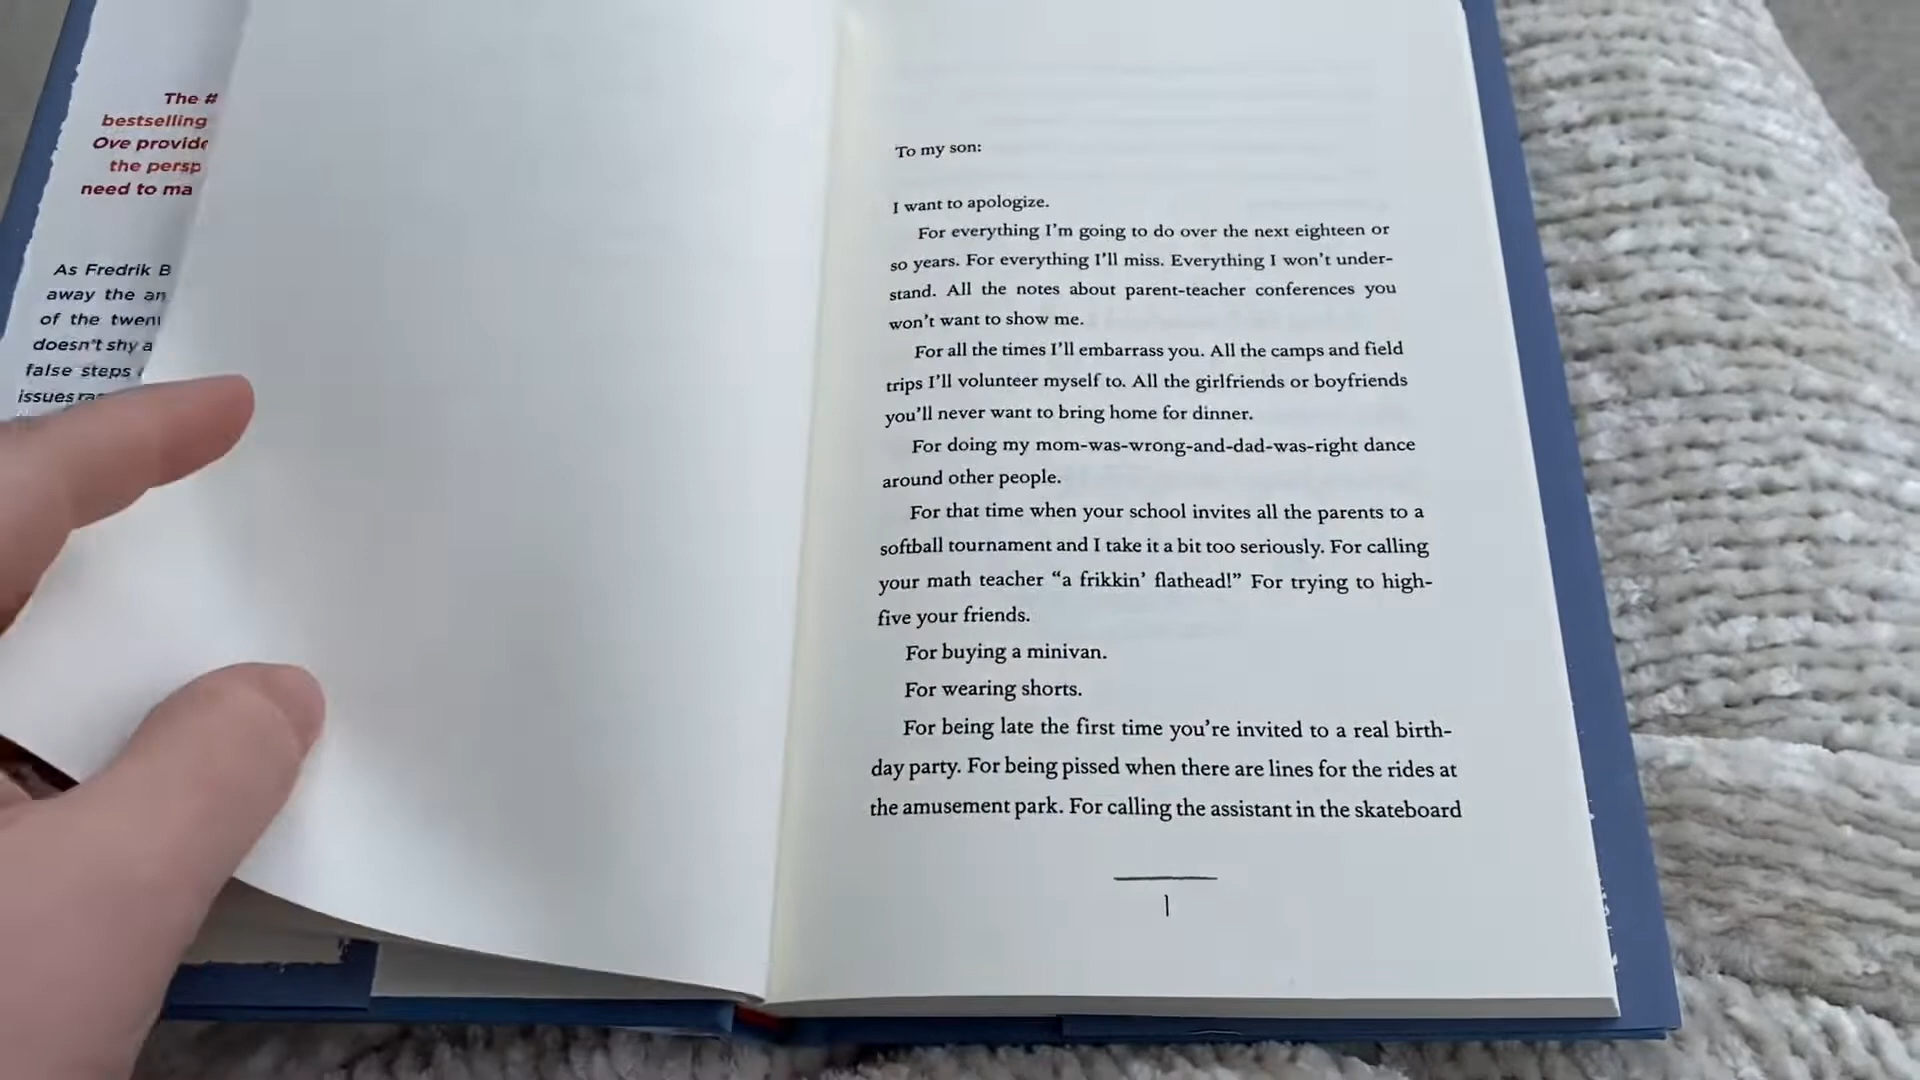 The #
bestselling
Ove provide
the persp
need to ma
As Fredrik B
away the an
of the twen
doesn't shy a
false steps
issues
To my son:
I want to apologize.
For everything I'm going to do over the next eighteen or
so years. For everything I'll miss. Everything I won't under-
stand. All the notes about parent-teacher conferences you
won't want to show me.
For all the times I'll embarrass you. All the camps and field
trips I'll volunteer myself to. All the girlfriends or boyfriends
you'll never want to bring home for dinner.
For doing my mom-was-wrong-and-dad-was-right dance
around other people.
For that time when your school invites all the parents to a
softball tournament and I take it a bit too seriously. For calling
your math teacher “a frikkin’ flathead!” For trying to high-
five your friends.
For buying a minivan.
For wearing shorts.
For being late the first time you're invited to a real birth-
day party. For being pissed when there are lines for the rides at
the amusement park. For calling the assistant in the skateboard
1